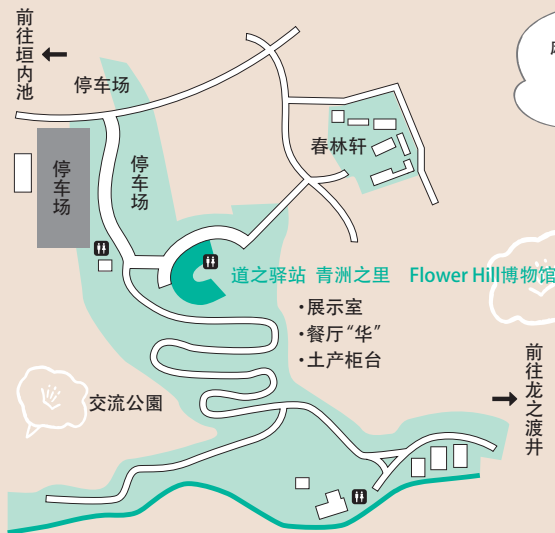 前往垣内池
停车场
停车场
停车场
春林轩
道之驿站 青洲之里 Flower Hill博物馆
·展示室
·餐厅“华”
·土产柜台
交流公園
前往龙之渡井